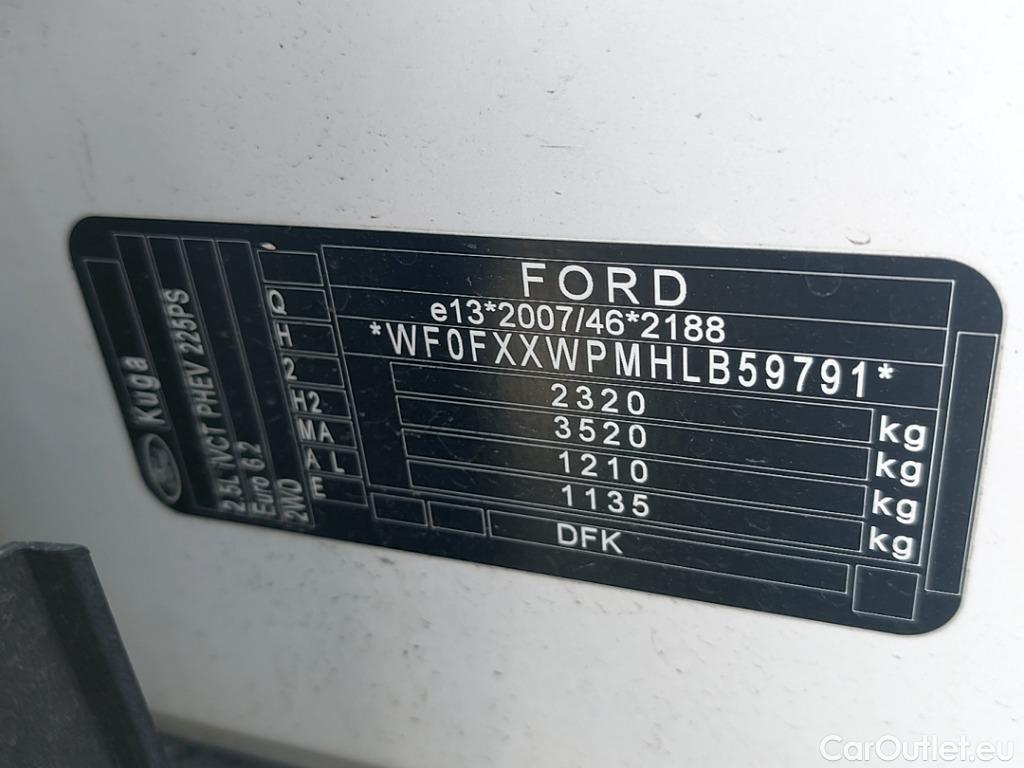 FORD
e13*2007/46*2188
*WF0FXXWPMHLB59791*
2320 kg
3520 kg
1210 kg
1135 kg
DFK
Kuga
2.5L iVCT PHEV 225PS
Euro 6.2
2WD
Q
H
2
H2
MA
A L
E
CarOutlet.eu